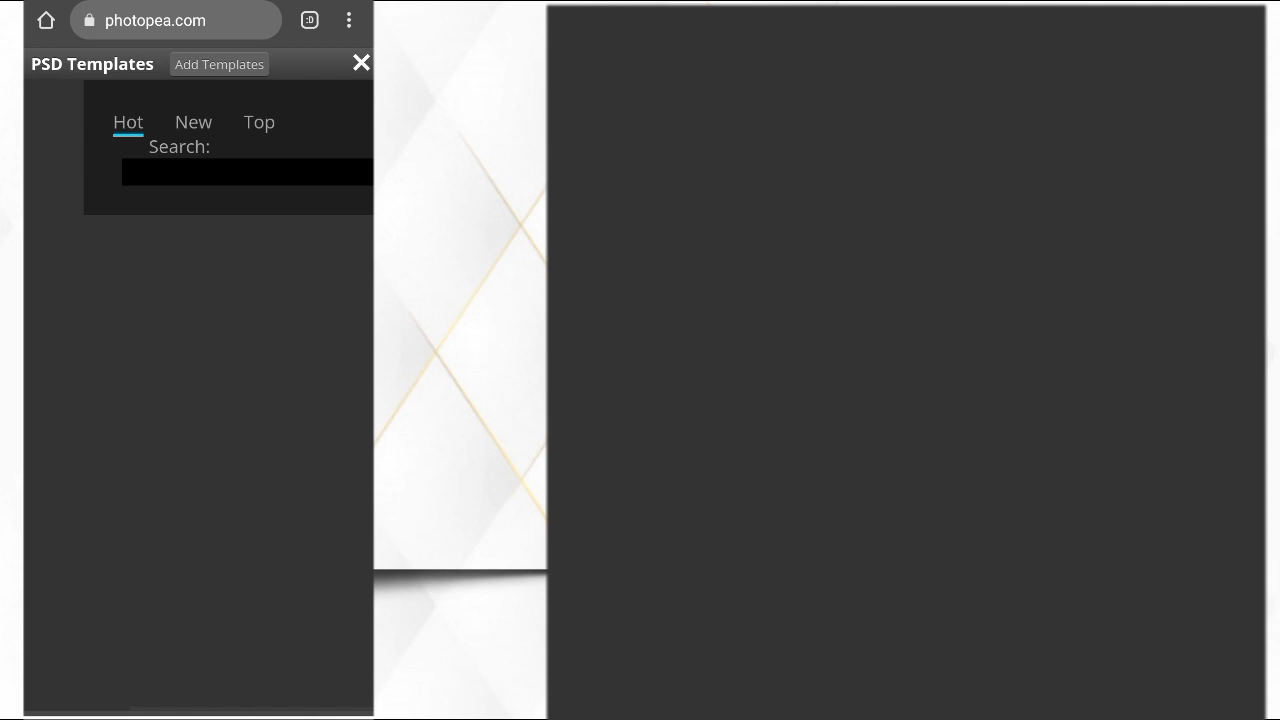 photopea.com
:D
PSD Templates Add Templates
Hot New Top
Search: